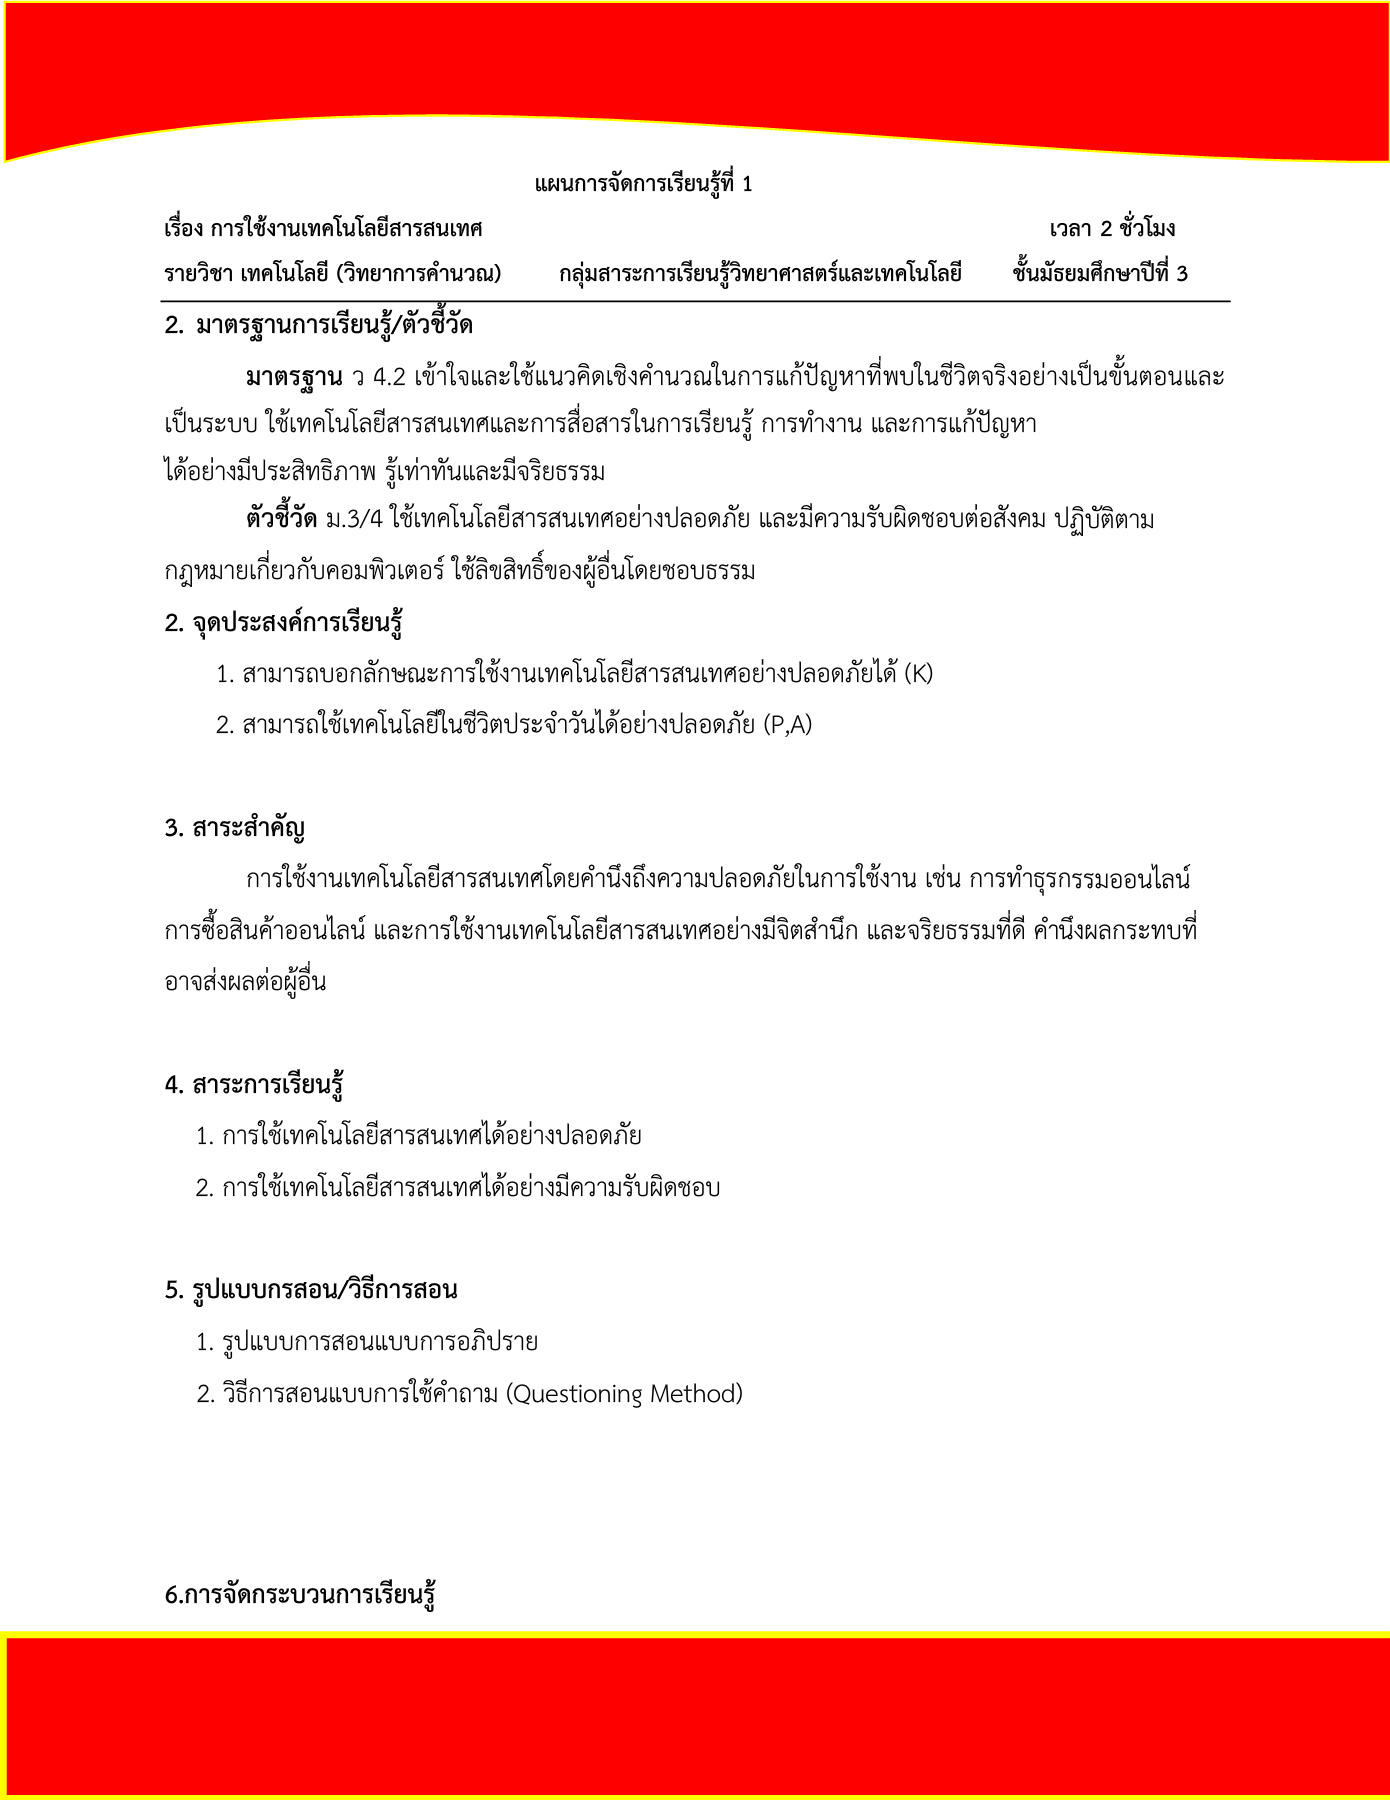 แผนการจัดการเรียนรู้ที่ 1
เรื่อง การใช้งานเทคโนโลยีสารสนเทศ เวลา 2 ชั่วโมง
รายวิชา เทคโนโลยี (วิทยาการคำนวณ) กลุ่มสาระการเรียนรู้วิทยาศาสตร์และเทคโนโลยี ชั้นมัธยมศึกษาปีที่ 3
2. มาตรฐานการเรียนรู้/ตัวชี้วัด
มาตรฐาน ว 4.2 เข้าใจและใช้แนวคิดเชิงคำนวณในการแก้ปัญหาที่พบในชีวิตจริงอย่างเป็นขั้นตอนและ
เป็นระบบ ใช้เทคโนโลยีสารสนเทศและการสื่อสารในการเรียนรู้ การทำงาน และการแก้ปัญหา
ได้อย่างมีประสิทธิภาพ รู้เท่าทันและมีจริยธรรม
ตัวชี้วัด ม.3/4 ใช้เทคโนโลยีสารสนเทศอย่างปลอดภัย และมีความรับผิดชอบต่อสังคม ปฏิบัติตาม
กฎหมายเกี่ยวกับคอมพิวเตอร์ ใช้ลิขสิทธิ์ของผู้อื่นโดยชอบธรรม
2. จุดประสงค์การเรียนรู้
1. สามารถบอกลักษณะการใช้งานเทคโนโลยีสารสนเทศอย่างปลอดภัยได้ (K)
2. สามารถใช้เทคโนโลยีในชีวิตประจำวันได้อย่างปลอดภัย (P,A)
3. สาระสำคัญ
การใช้งานเทคโนโลยีสารสนเทศโดยคำนึงถึงความปลอดภัยในการใช้งาน เช่น การทำธุรกรรมออนไลน์
การซื้อสินค้าออนไลน์ และการใช้งานเทคโนโลยีสารสนเทศอย่างมีจิตสำนึก และจริยธรรมที่ดี คำนึงผลกระทบที่
อาจส่งผลต่อผู้อื่น
4. สาระการเรียนรู้
1. การใช้เทคโนโลยีสารสนเทศได้อย่างปลอดภัย
2. การใช้เทคโนโลยีสารสนเทศได้อย่างมีความรับผิดชอบ
5. รูปแบบกรสอน/วิธีการสอน
1. รูปแบบการสอนแบบการอภิปราย
2. วิธีการสอนแบบการใช้คำถาม (Questioning Method)
6.การจัดกระบวนการเรียนรู้